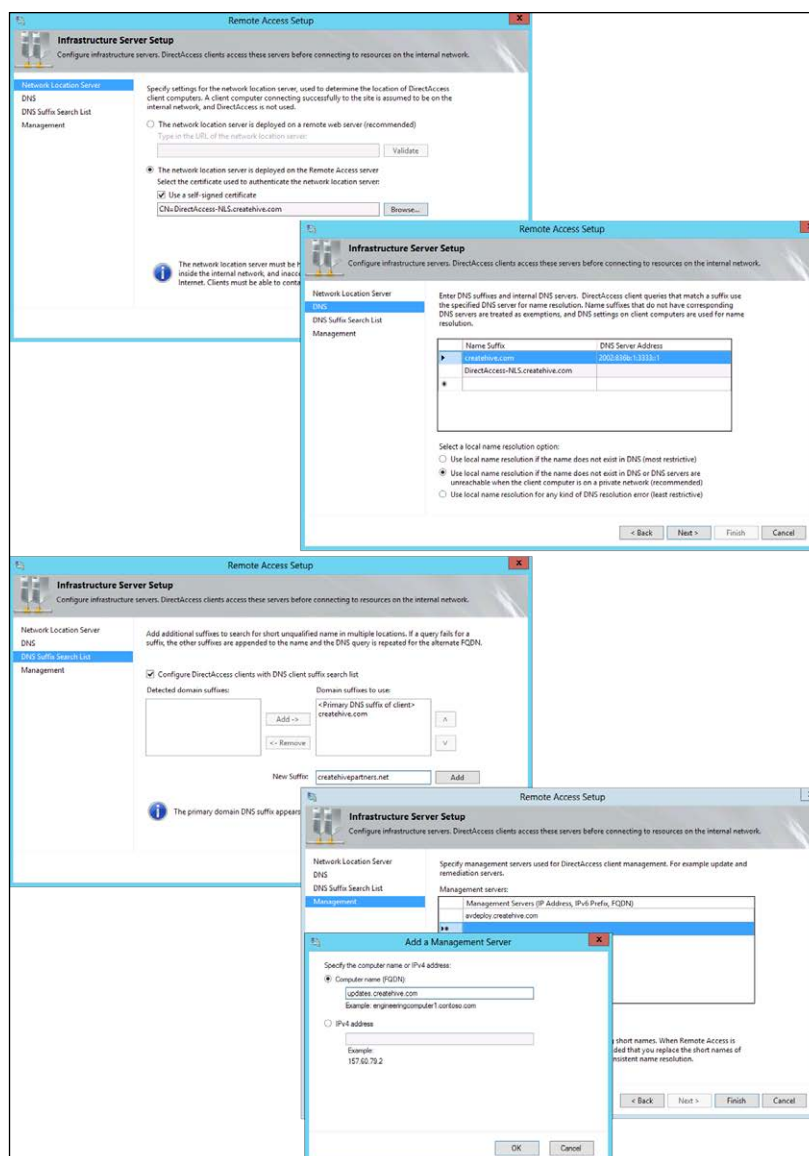 Remote Access Setup
Infrastructure Server Setup
Configure infrastructure servers. DirectAccess clients access these servers before connecting to resources on the internal network.
Network Location Server
DNS
DNS Suffix Search List
Management
Specify settings for the network location server, used to determine the location of DirectAccess
client computers. A client computer connecting successfully to the site is assumed to be on the
internal network, and DirectAccess is not used.
The network location server is deployed on a remote web server (recommended)
Type in the URL of the network location server:
Validate
The network location server is deployed on the Remote Access server
Select the certificate used to authenticate the network location server:
Use a self-signed certificate
CN=DirectAccess-NLS.createhive.com
Browse...
The network location server must be h
inside the internal network, and inacce
Internet. Clients must be able to conta
Remote Access Setup
Infrastructure Server Setup
Configure infrastructure servers. DirectAccess clients access these servers before connecting to resources on the internal network.
Network Location Server
DNS
DNS Suffix Search List
Management
Enter DNS suffixes and internal DNS servers. DirectAccess client queries that match a suffix use
the specified DNS server for name resolution. Name suffixes that do not have corresponding
DNS servers are treated as exemptions, and DNS settings on client computers are used for name
resolution.
Name Suffix DNS Server Address
createhive.com 2002:836b:1:3333::1
DirectAccess-NLS.createhive.com
Select a local name resolution option:
Use local name resolution if the name does not exist in DNS (most restrictive)
Use local name resolution if the name does not exist in DNS or DNS servers are
unreachable when the client computer is on a private network (recommended)
Use local name resolution for any kind of DNS resolution error (least restrictive)
< Back Next > Finish Cancel
Remote Access Setup
Infrastructure Server Setup
Configure infrastructure servers. DirectAccess clients access these servers before connecting to resources on the internal network.
Network Location Server
DNS
DNS Suffix Search List
Management
Add additional suffixes to search for short unqualified name in multiple locations. If a query fails for a
suffix, the other suffixes are appended to the name and the DNS query is repeated for the alternate FQDN.
Configure DirectAccess clients with DNS client suffix search list
Detected domain suffixes: Domain suffixes to use:
<Primary DNS suffix of client>
createhive.com
Add ->
<- Remove
New Suffix: createhivepartners.net Add
The primary domain DNS suffix appears
Remote Access Setup
Infrastructure Server Setup
Configure infrastructure servers. DirectAccess clients access these servers before connecting to resources on the internal network.
Network Location Server
DNS
DNS Suffix Search List
Management
Specify management servers used for DirectAccess client management. For example update and
remediation servers.
Management servers:
Management Servers (IP Address, IPv6 Prefix, FQDN)
avdeploy.createhive.com
Add a Management Server
Specify the computer name or IPv4 address:
Computer name (FQDN):
updates.createhive.com
Example: engineeringcomputer1.contoso.com
IPv4 address
Example:
157.60.79.2
OK Cancel
g short names. When Remote Access is
ded that you replace the short names of
nsistent name resolution.
< Back Next > Finish Cancel